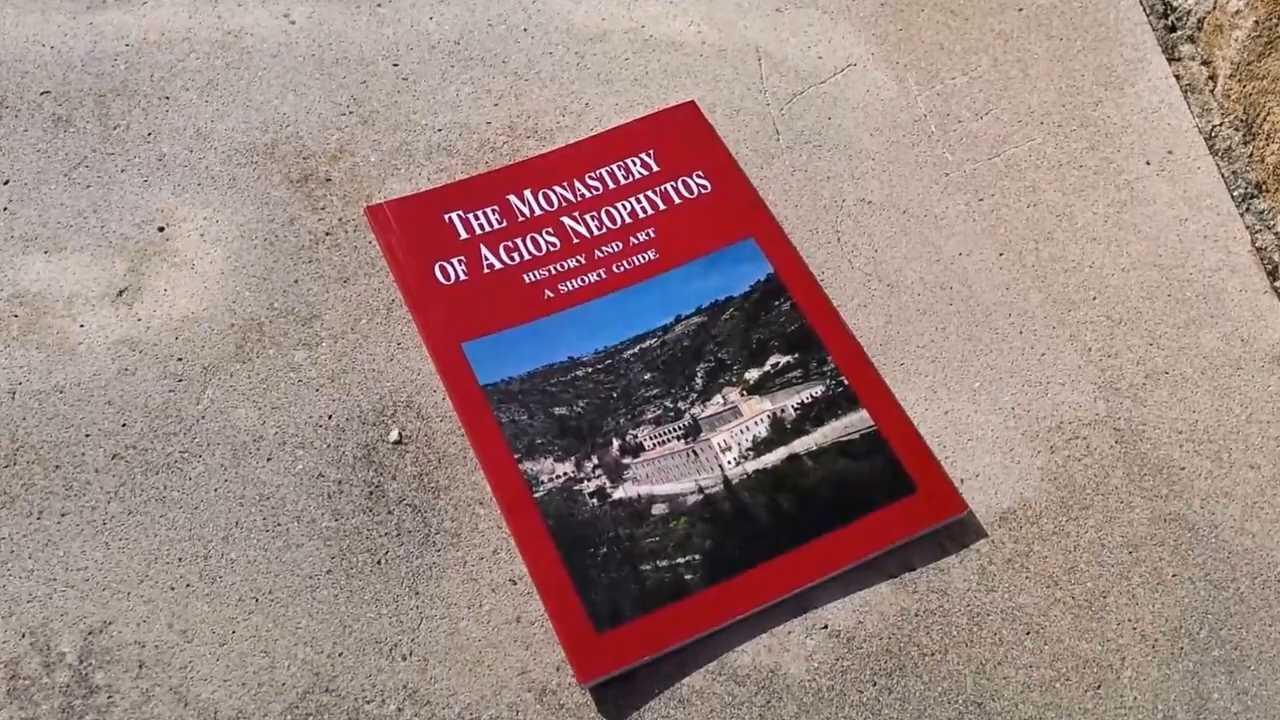 THE MONASTERY
OF AGIOS NEOPHYTOS
HISTORY AND ART
A SHORT GUIDE